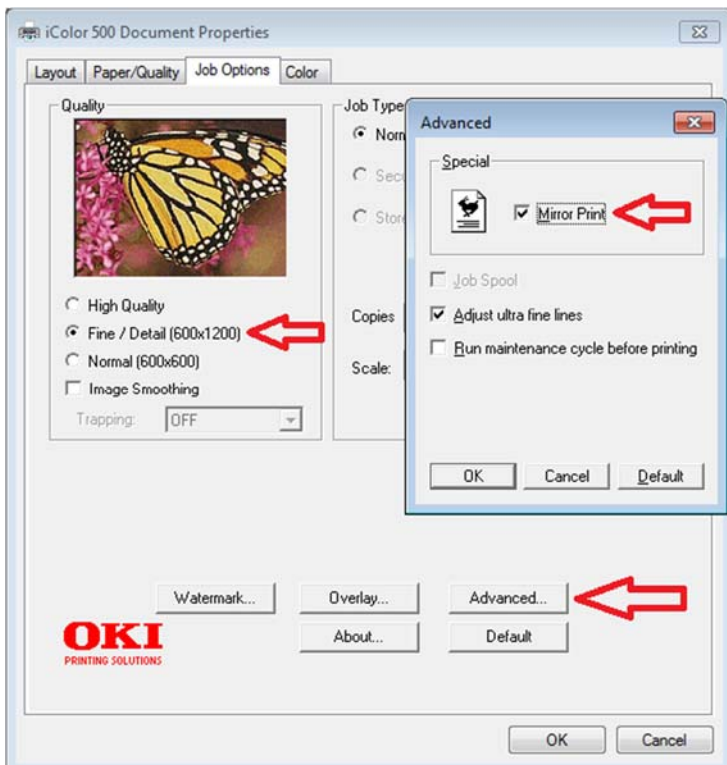 iColor 500 Document Properties
Layout Paper/Quality Job Options Color
Quality
High Quality
Fine / Detail (600x1200)
Normal (600x600)
Image Smoothing
Trapping: OFF
Job Type
Copies
Scale:
Advanced
Special
Mirror Print
Job Spool
Adjust ultra fine lines
Run maintenance cycle before printing
OK Cancel Default
Watermark... Overlay... Advanced...
About... Default
OKI
PRINTING SOLUTIONS
OK Cancel